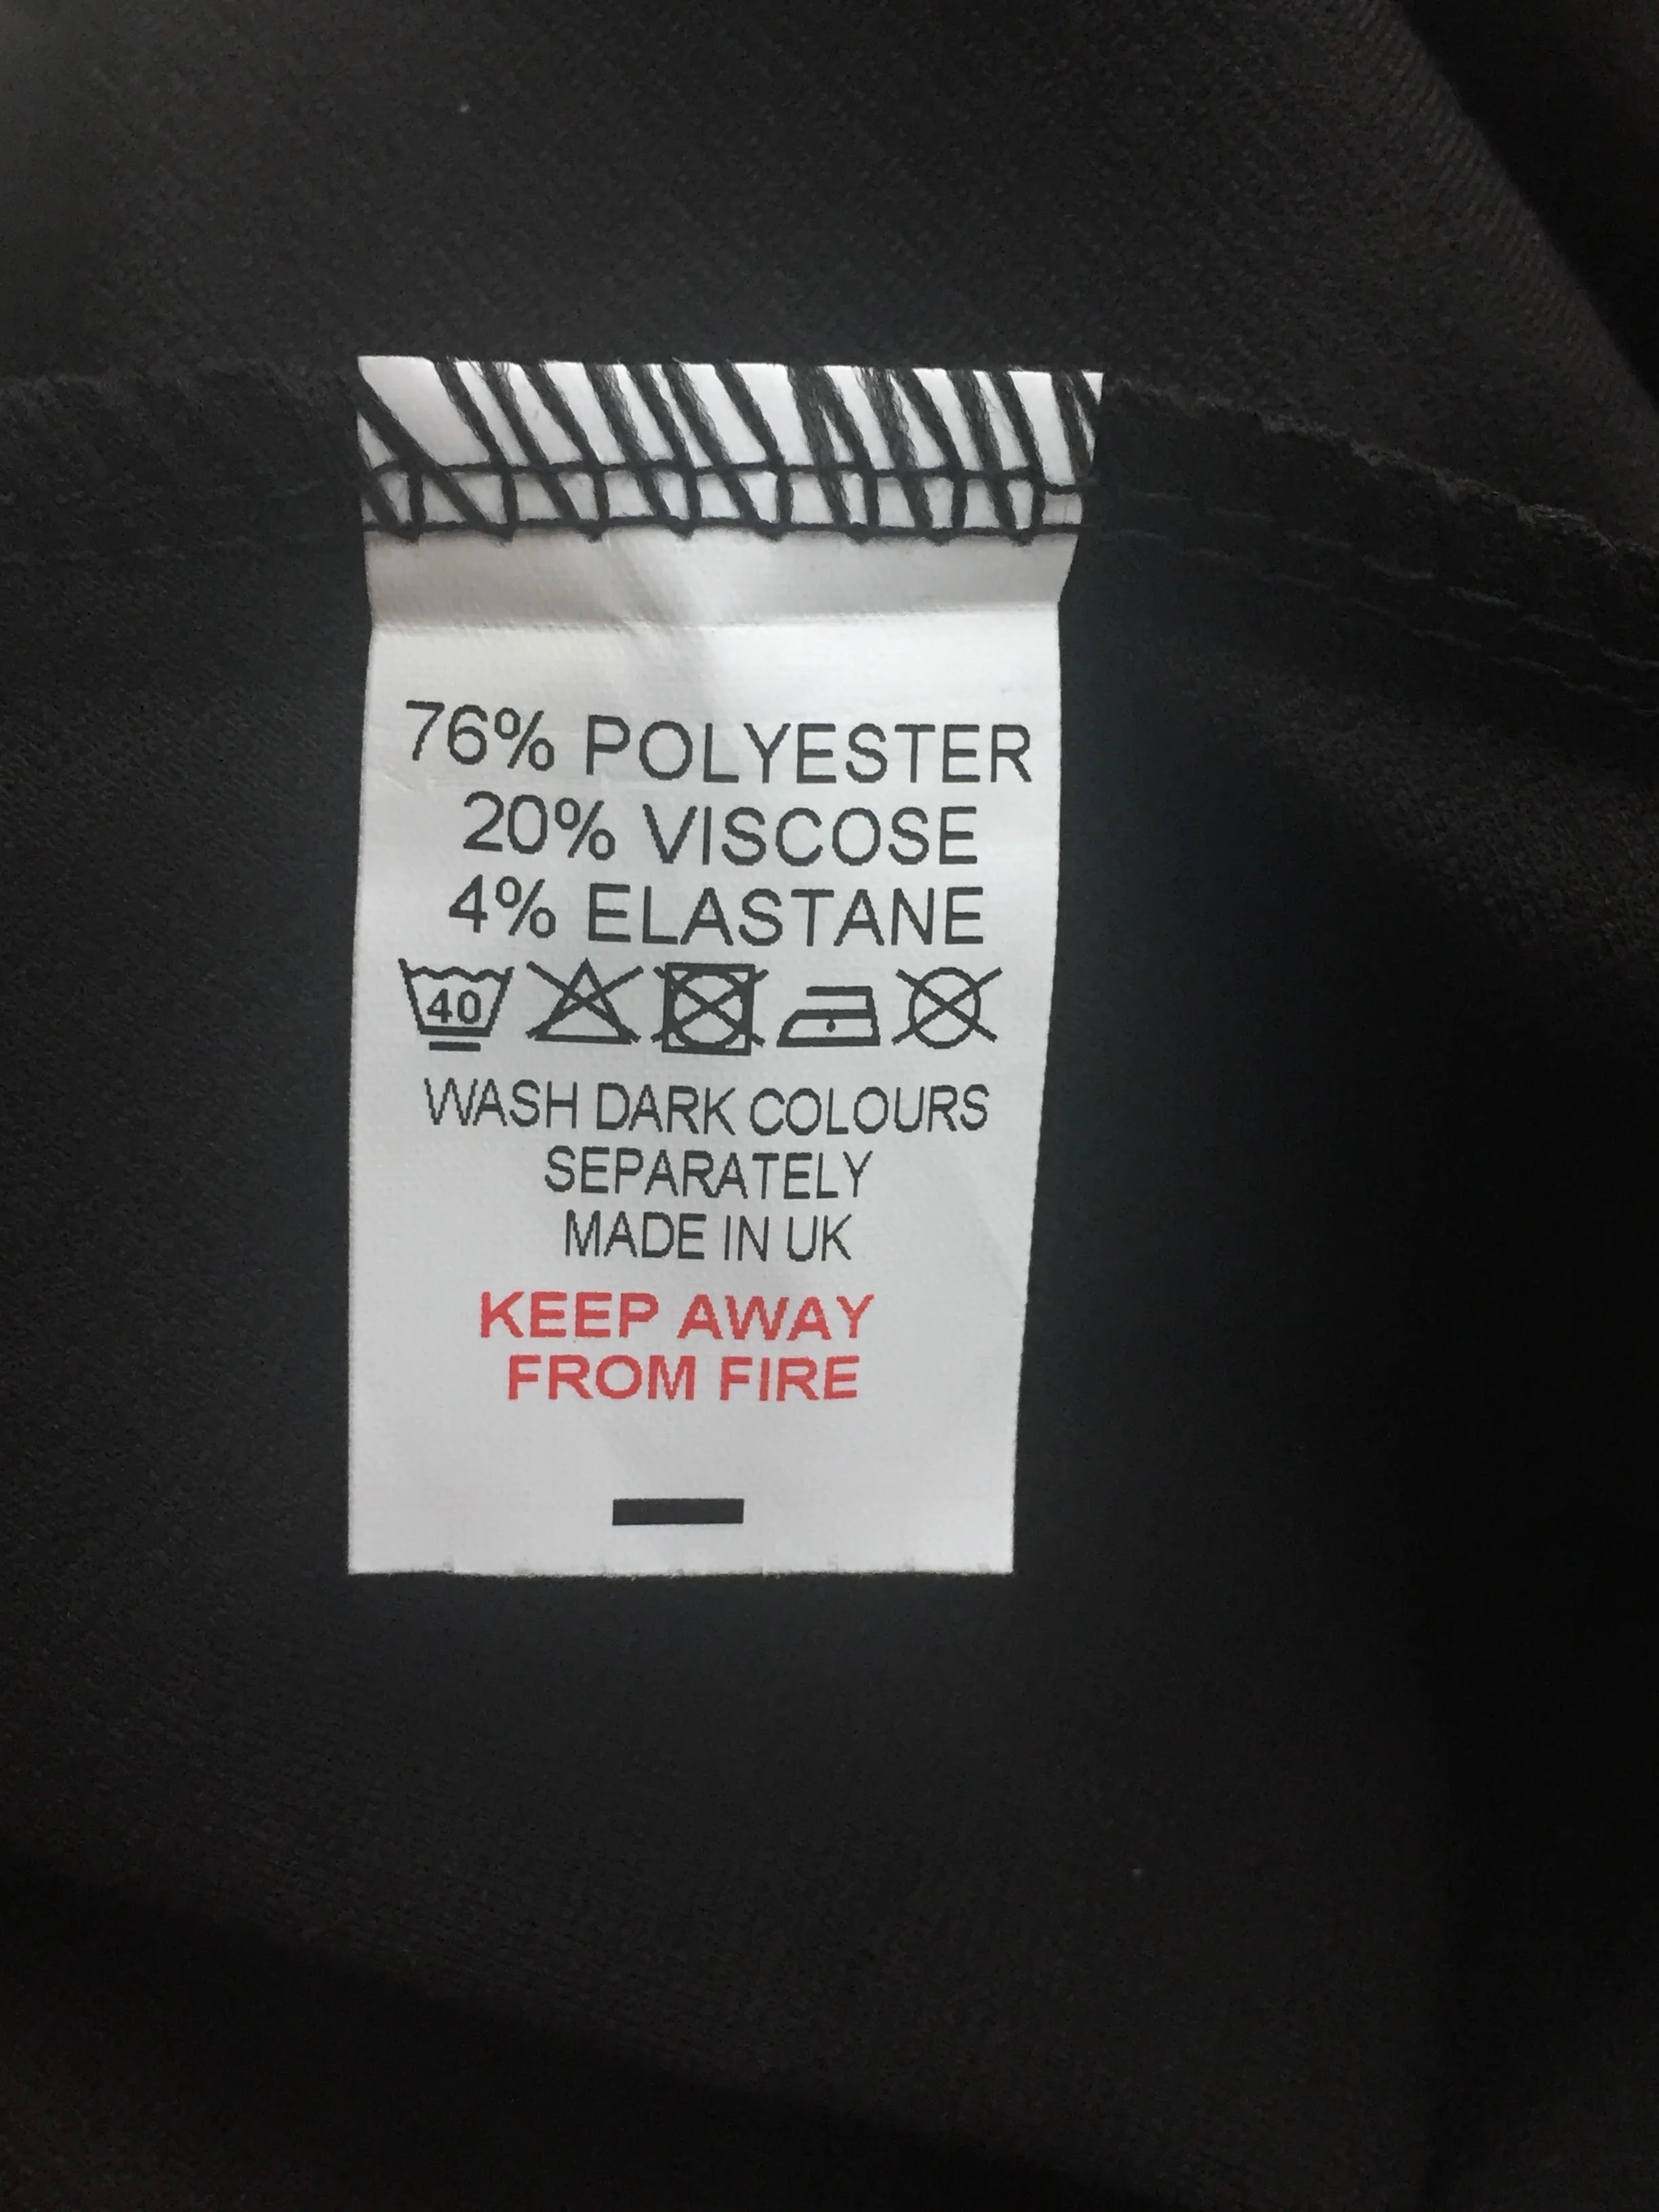 76% POLYESTER
20% VISCOSE
4% ELASTANE
40
WASH DARK COLOURS
SEPARATELY
MADE IN UK
KEEP AWAY
FROM FIRE